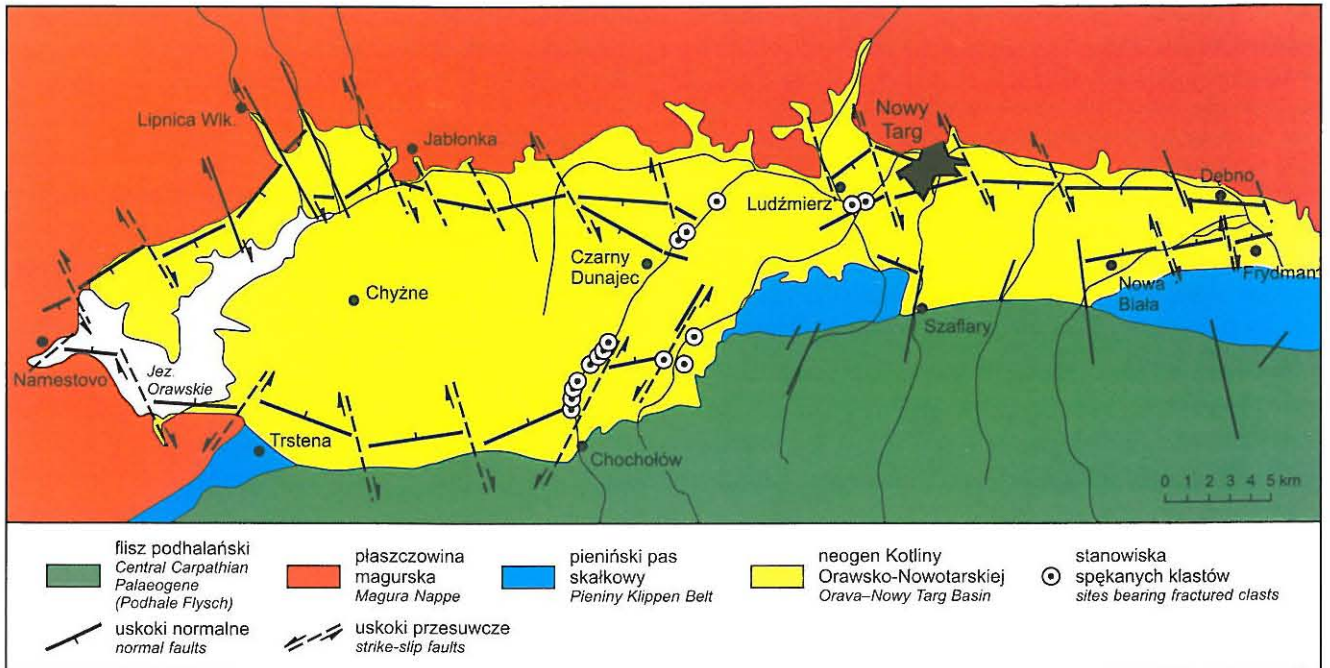 Lipnica Wlk.
Jabłonka
Nowy
Targ
Dębno
Ludźmierz
Czarny
Dunajec
Chyżne
Nowa
Biała
Frydman
Szaflary
Namestovo
Jez.
Orawskie
Trstena
Chochołów
0 1 2 3 4 5 km
flisz podhalański
Central Carpathian
Palaeogene
(Podhale Flysch)
płaszczowina
magurska
Magura Nappe
pieniński pas
skałkowy
Pieniny Klippen Belt
neogen Kotliny
Orawsko-Nowotarskiej
Orava–Nowy Targ Basin
stanowiska
spękanych klastów
sites bearing fractured clasts
uskoki normalne
normal faults
uskoki przesuwcze
strike-slip faults